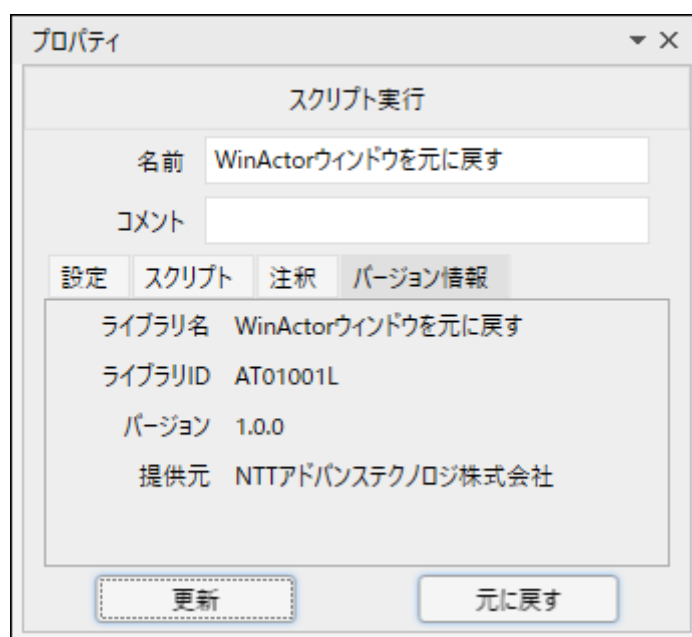 プロパティ
スクリプト実行
名前 WinActorウィンドウを元に戻す
コメント
設定 スクリプト 注釈 バージョン情報
ライブラリ名 WinActorウィンドウを元に戻す
ライブラリID AT01001L
バージョン 1.0.0
提供元 NTTアドバンステクノロジ株式会社
更新 元に戻す